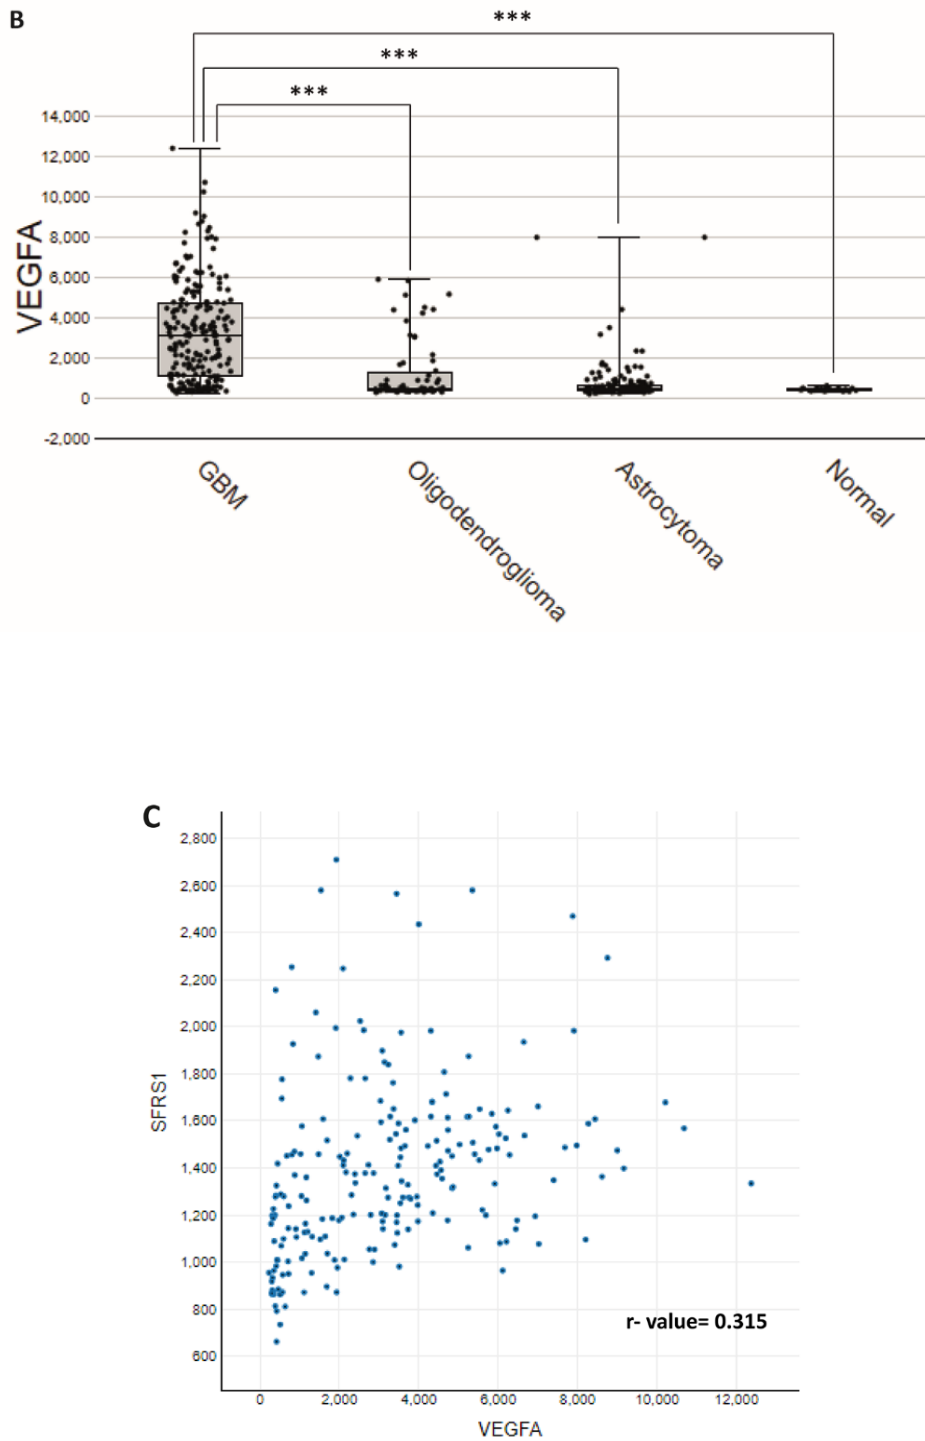 B
***
***
***
14,000
12,000
10,000
8,000
6,000
4,000
2,000
0
-2,000
VEGFA
GBM
Oligodendroglioma
Astrocytoma
Normal
C
2,800
2,600
2,400
2,200
2,000
1,800
1,600
1,400
1,200
1,000
800
600
SFRS1
r- value= 0.315
0 2,000 4,000 6,000 8,000 10,000 12,000
VEGFA